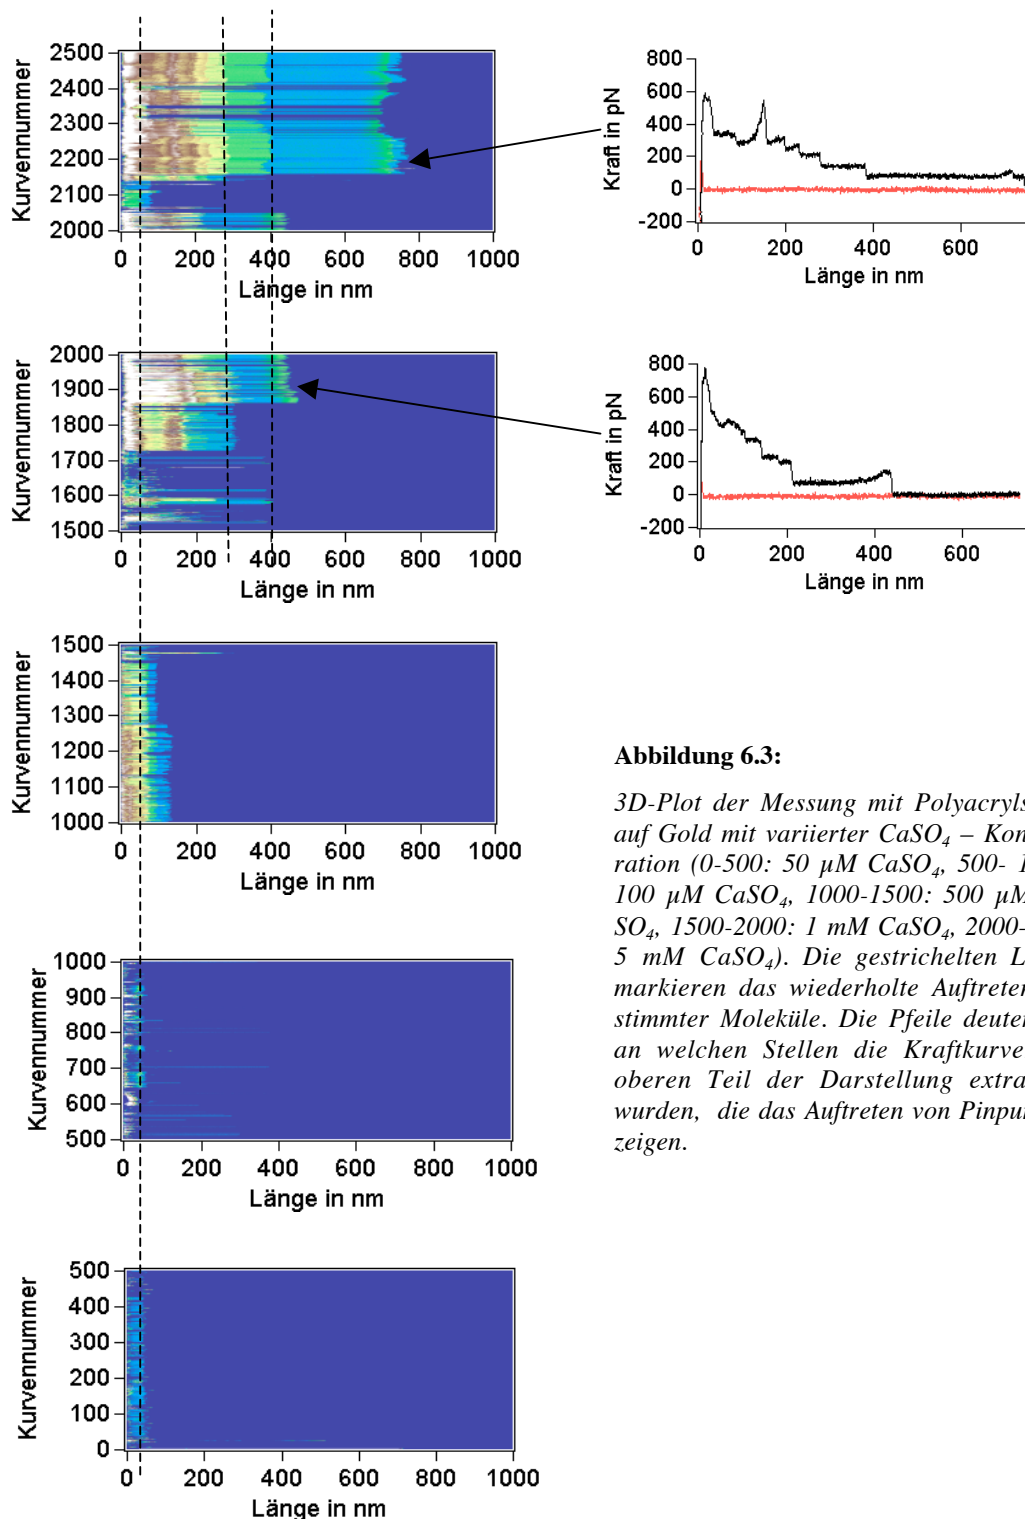 2500
2400
2300
2200
2100
2000
Kurvennummer
0 200 400 600 800 1000
Länge in nm
800
600
400
200
0
-200
Kraft in pN
0 200 400 600
Länge in nm
2000
1900
1800
1700
1600
1500
Kurvennummer
0 200 400 600 800 1000
Länge in nm
800
600
400
200
0
-200
Kraft in pN
0 200 400 600
Länge in nm
1500
1400
1300
1200
1100
1000
Kurvennummer
0 200 400 600 800 1000
Länge in nm
Abbildung 6.3:
3D-Plot der Messung mit Polyacryls
auf Gold mit variierter CaSO₄ – Kon
ration (0-500: 50 µM CaSO₄, 500- 1
100 µM CaSO₄, 1000-1500: 500 µM
SO₄, 1500-2000: 1 mM CaSO₄, 2000-
5 mM CaSO₄). Die gestrichelten L
markieren das wiederholte Auftreten
stimmter Moleküle. Die Pfeile deuten
an welchen Stellen die Kraftkurve
oberen Teil der Darstellung extra
wurden, die das Auftreten von Pinpun
zeigen.
1000
900
800
700
600
500
Kurvennummer
0 200 400 600 800 1000
Länge in nm
500
400
300
200
100
0
Kurvennummer
0 200 400 600 800 1000
Länge in nm